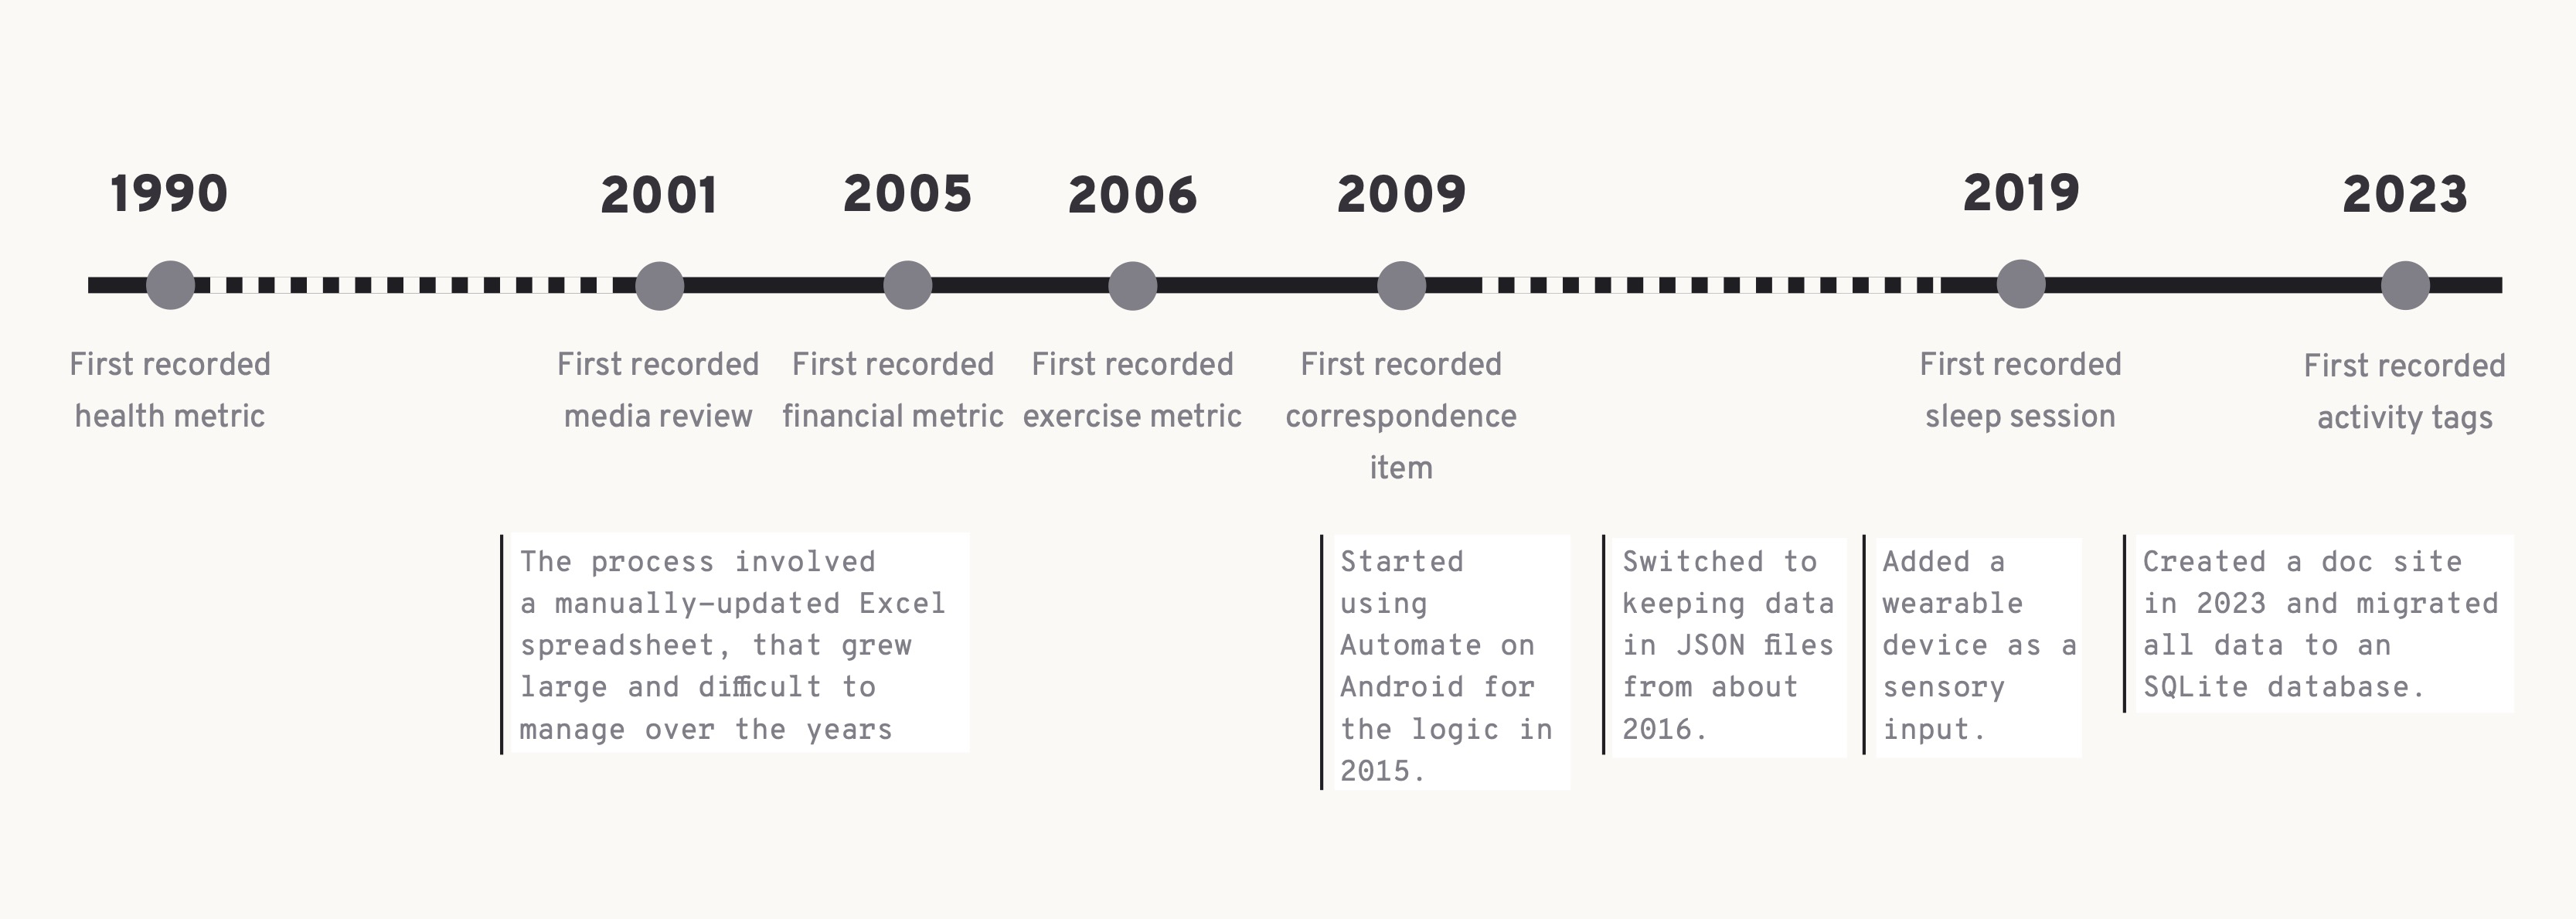 1990
2001
2005
2006
2009
2019
2023
First recorded
health metric
First recorded
media review
First recorded
financial metric
First recorded
exercise metric
First recorded
correspondence
item
First recorded
sleep session
First recorded
activity tags
The process involved
a manually-updated Excel
spreadsheet, that grew
large and difficult to
manage over the years
Started
using
Automate on
Android for
the logic in
2015.
Switched to
keeping data
in JSON files
from about
2016.
Added a
wearable
device as a
sensory
input.
Created a doc site
in 2023 and migrated
all data to an
SQLite database.